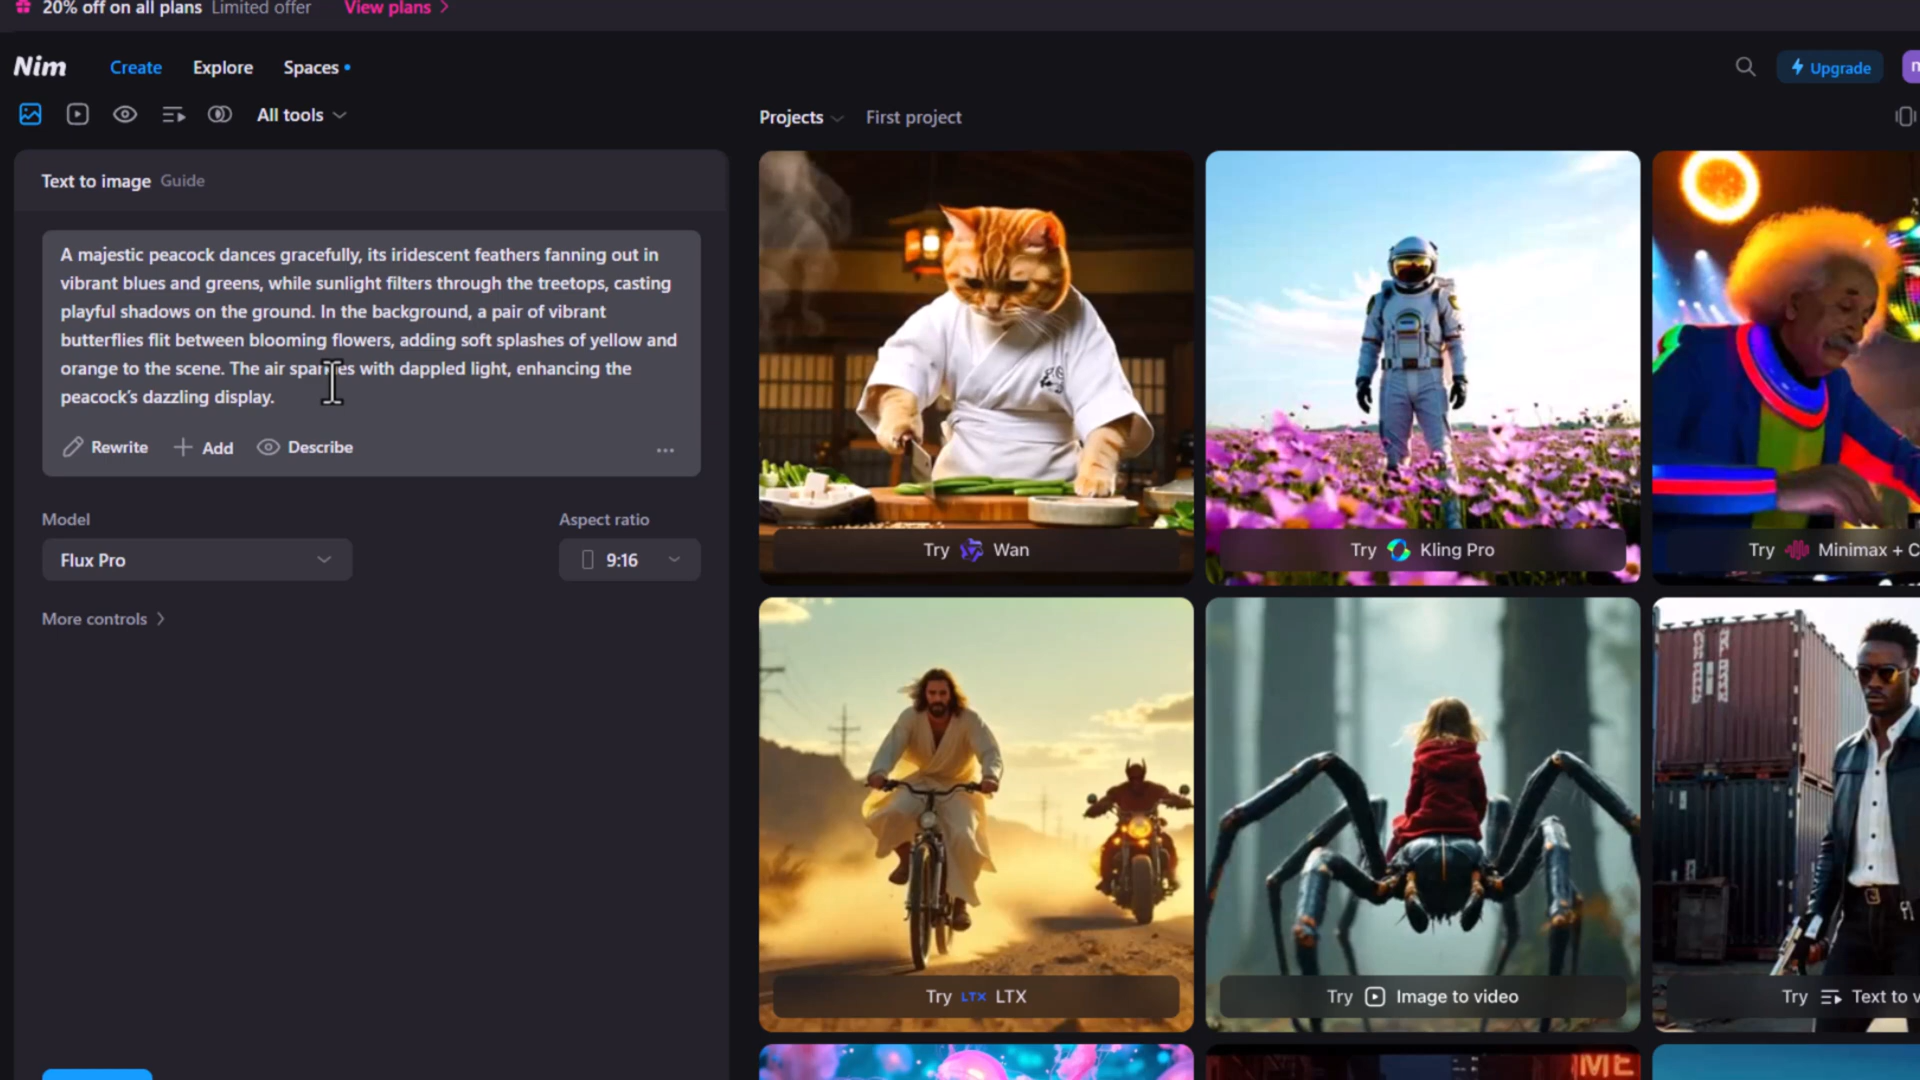 20% off on all plans Limited offer View plans
Nim Create Explore Spaces
Upgrade
All tools
Projects First project
Text to image Guide
A majestic peacock dances gracefully, its iridescent feathers fanning out in
vibrant blues and greens, while sunlight filters through the treetops, casting
playful shadows on the ground. In the background, a pair of vibrant
butterflies flit between blooming flowers, adding soft splashes of yellow and
orange to the scene. The air with dappled light, enhancing the
peacock’s dazzling display.
Rewrite Add Describe
Model
Aspect ratio
Flux Pro
9:16
More controls
Try Wan
Try Kling Pro
Try Minimax + C
Try LTX LTX
Try Image to video
Try Text to v
ME